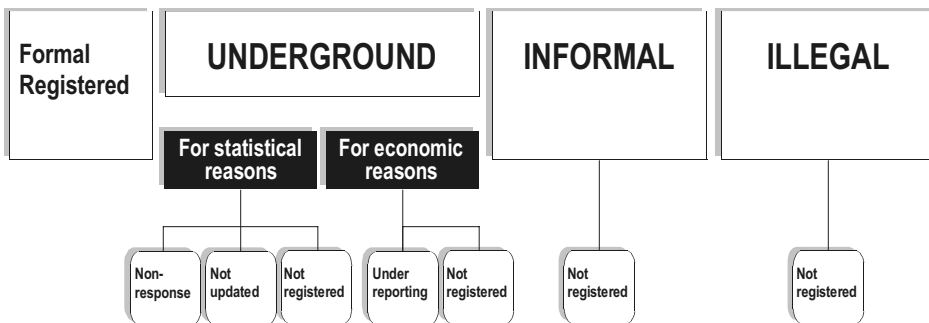 Formal
Registered
UNDERGROUND
INFORMAL
ILLEGAL
For statistical
reasons
For economic
reasons
Non-
response
Not
updated
Not
registered
Under
reporting
Not
registered
Not
registered
Not
registered